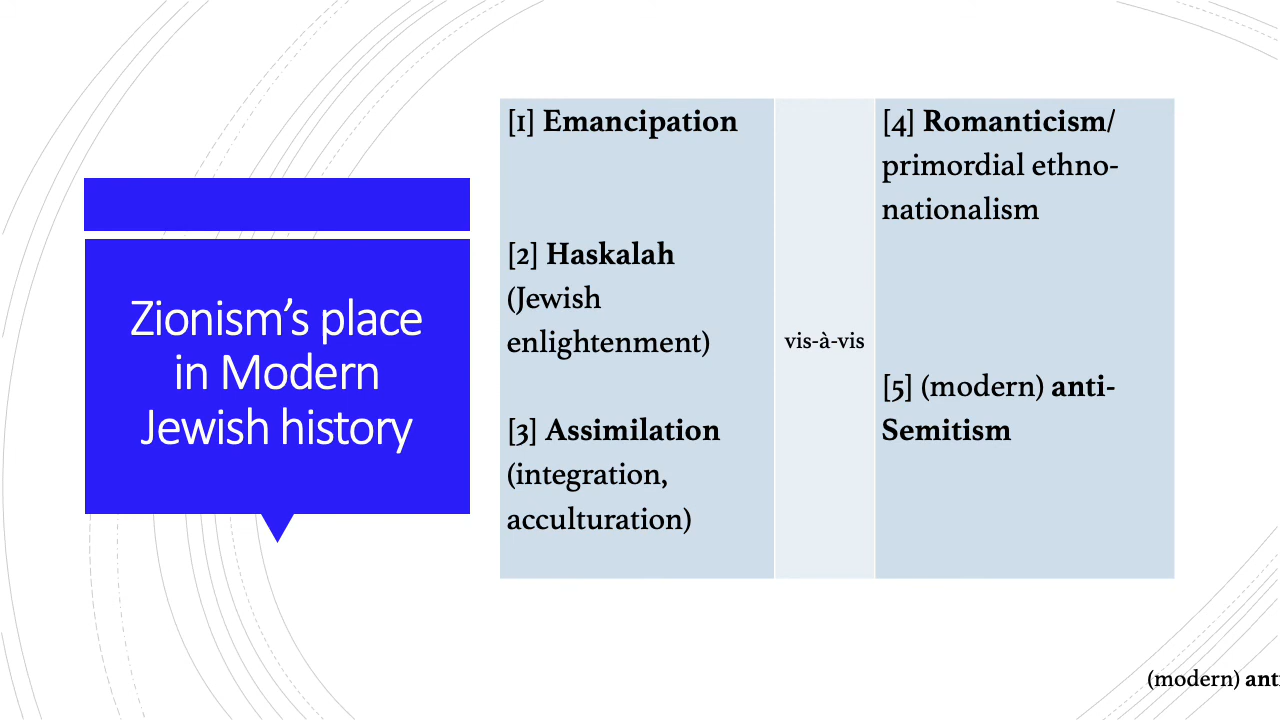 Zionism’s place
in Modern
Jewish history
[1] Emancipation
[2] Haskalah
(Jewish
enlightenment)
[3] Assimilation
(integration,
acculturation)
vis-à-vis
[4] Romanticism/
primordial ethno-
nationalism
[5] (modern) anti-
Semitism
(modern) anti